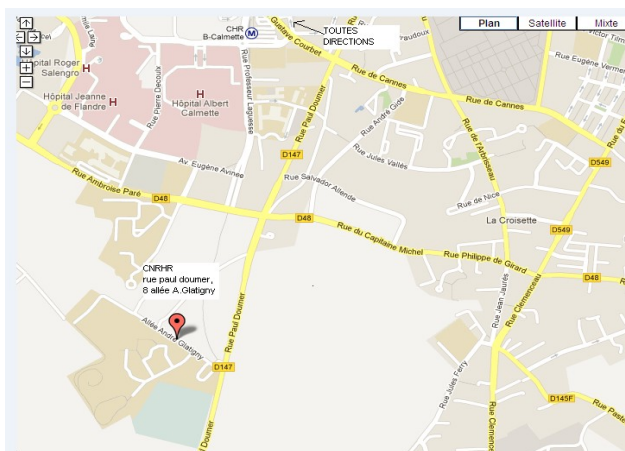 CHR
B-Calmette
M
TOUTES
DIRECTIONS
Plan
Satellite
Mixte
Gustave Courbet
Rue de Cannes
Rue Eugène
Hôpital Roger
Salengro
H
Rue Pierre Decoulx
Rue Professeur Laguesse
Rue Paul Doumer
Rue André Gide
Rue de Cannes
Hôpital Jeanne
de Flandre
H
H
Hôpital Albert
Calmette
Rue de l'Arbrisseau
Av. Eugène Avinée
D147
Rue Jules Vallès
D549
Rue Salvador Allende
Rue Ambroise Paré
D48
Rue de Nice
D48
Rue du Capitaine Michel
La Croisette
D549
Rue Philippe de Girard
D48
CNRHR
rue paul doumer,
8 allée A.Glatigny
Rue Jean Jaurès
Rue Clemenceau
Allée André Glatigny
Rue Paul Doumer
D147
Rue Jules Ferry
D145F
Rue Paste
Rue Clemence
l Doumer